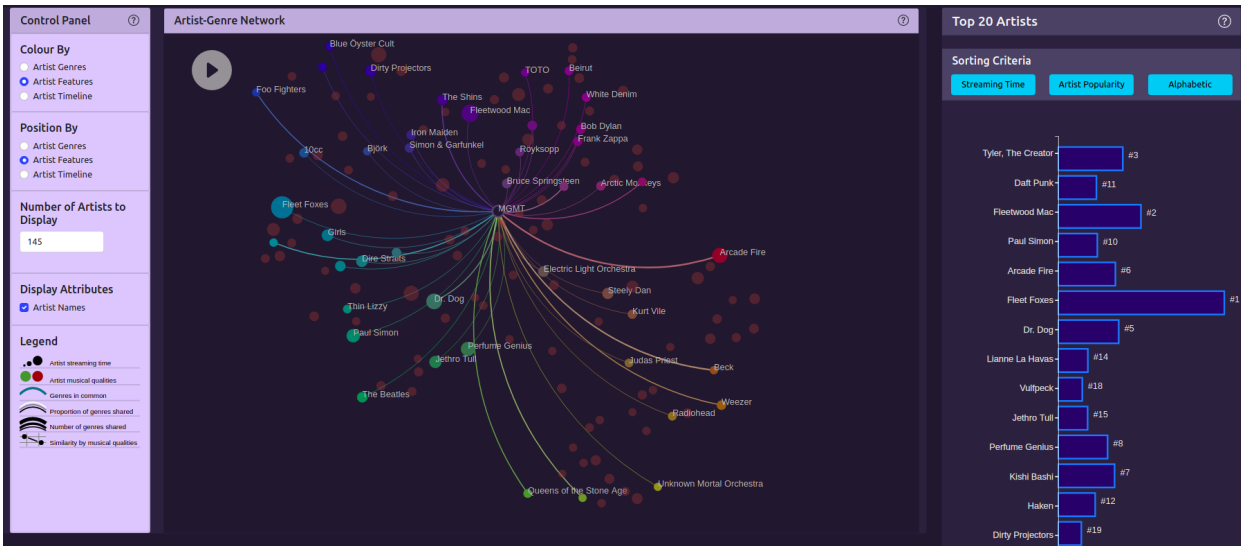 Control Panel
?
Colour By
Artist Genres
Artist Features
Artist Timeline
Position By
Artist Genres
Artist Features
Artist Timeline
Number of Artists to
Display
145
Display Attributes
Artist Names
Legend
Artist streaming time
Artist musical qualities
Genres in common
Proportion of genres shared
Number of genres shared
Similarity by musical qualities
Artist-Genre Network
?
Blue Öyster Cult
Dirty Projectors
TOTO
Beirut
Foo Fighters
The Shins
White Denim
Fleetwood Mac
Bob Dylan
Iron Maiden
Frank Zappa
Simon & Garfunkel
10cc
Björk
Röyksopp
Bruce Springsteen
Arctic Monkeys
Fleet Foxes
MGMT
Girls
Arcade Fire
Dire Straits
Electric Light Orchestra
Steely Dan
Dr. Dog
Thin Lizzy
Kurt Vile
Paul Simon
Perfume Genius
Jethro Tull
Judas Priest
Beck
The Beatles
Weezer
Radiohead
Unknown Mortal Orchestra
Queens of the Stone Age
Top 20 Artists
?
Sorting Criteria
Streaming Time
Artist Popularity
Alphabetic
Tyler, The Creator
#3
Daft Punk
#11
Fleetwood Mac
#2
Paul Simon
#10
Arcade Fire
#6
Fleet Foxes
#1
Dr. Dog
#5
Lianne La Havas
#14
Vulfpeck
#18
Jethro Tull
#15
Perfume Genius
#8
Kishi Bashi
#7
Haken
#12
Dirty Projectors
#19